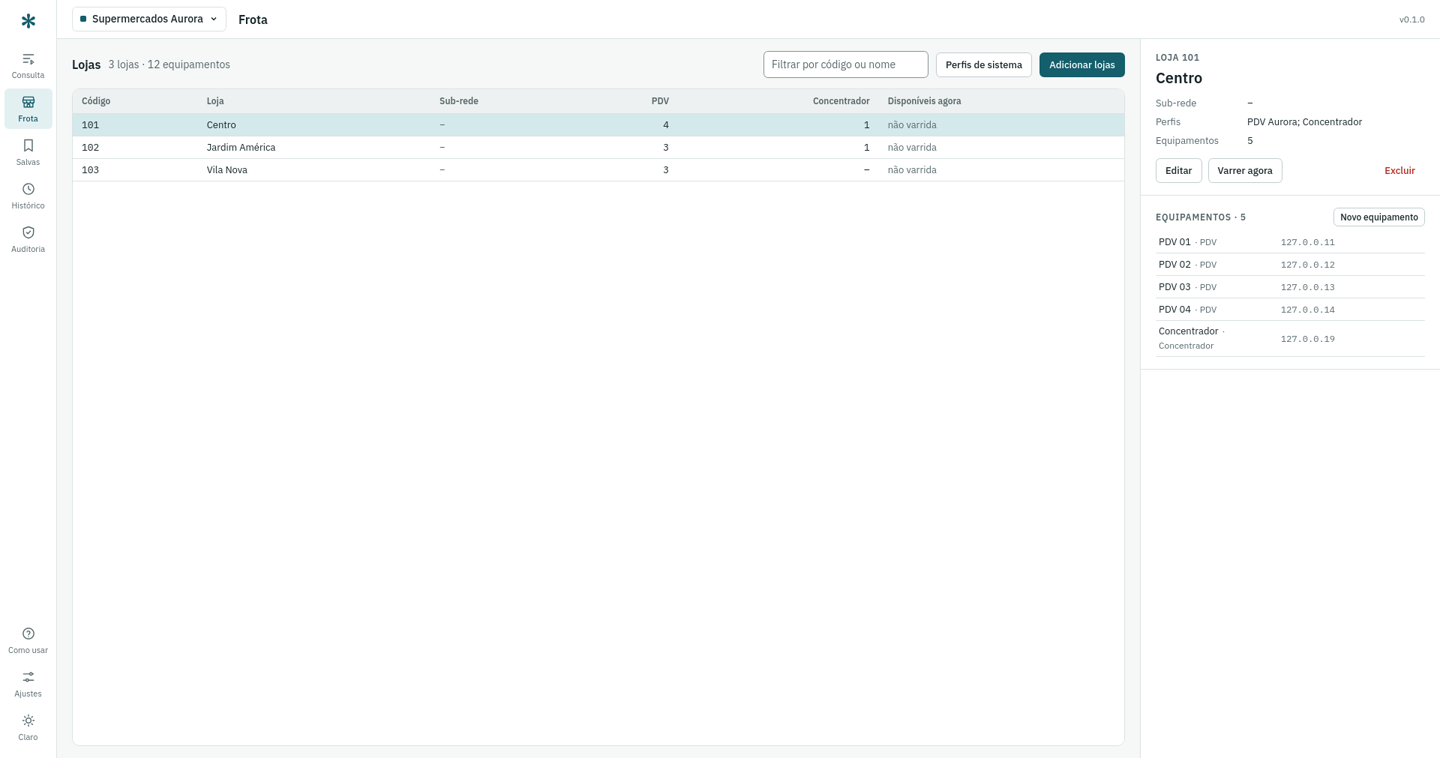 Supermercados Aurora
Frota
v0.1.0
Consulta
Frota
Salvas
Histórico
Auditoria
Como usar
Ajustes
Claro
Lojas 3 lojas · 12 equipamentos
Filtrar por código ou nome
Perfis de sistema
Adicionar lojas
Código Loja Sub-rede PDV Concentrador Disponíveis agora
101 Centro – 4 1 não varrida
102 Jardim América – 3 1 não varrida
103 Vila Nova – 3 – não varrida
LOJA 101
Centro
Sub-rede –
Perfis PDV Aurora; Concentrador
Equipamentos 5
Editar Varrer agora Excluir
EQUIPAMENTOS · 5 Novo equipamento
PDV 01 · PDV 127.0.0.11
PDV 02 · PDV 127.0.0.12
PDV 03 · PDV 127.0.0.13
PDV 04 · PDV 127.0.0.14
Concentrador ·
Concentrador 127.0.0.19